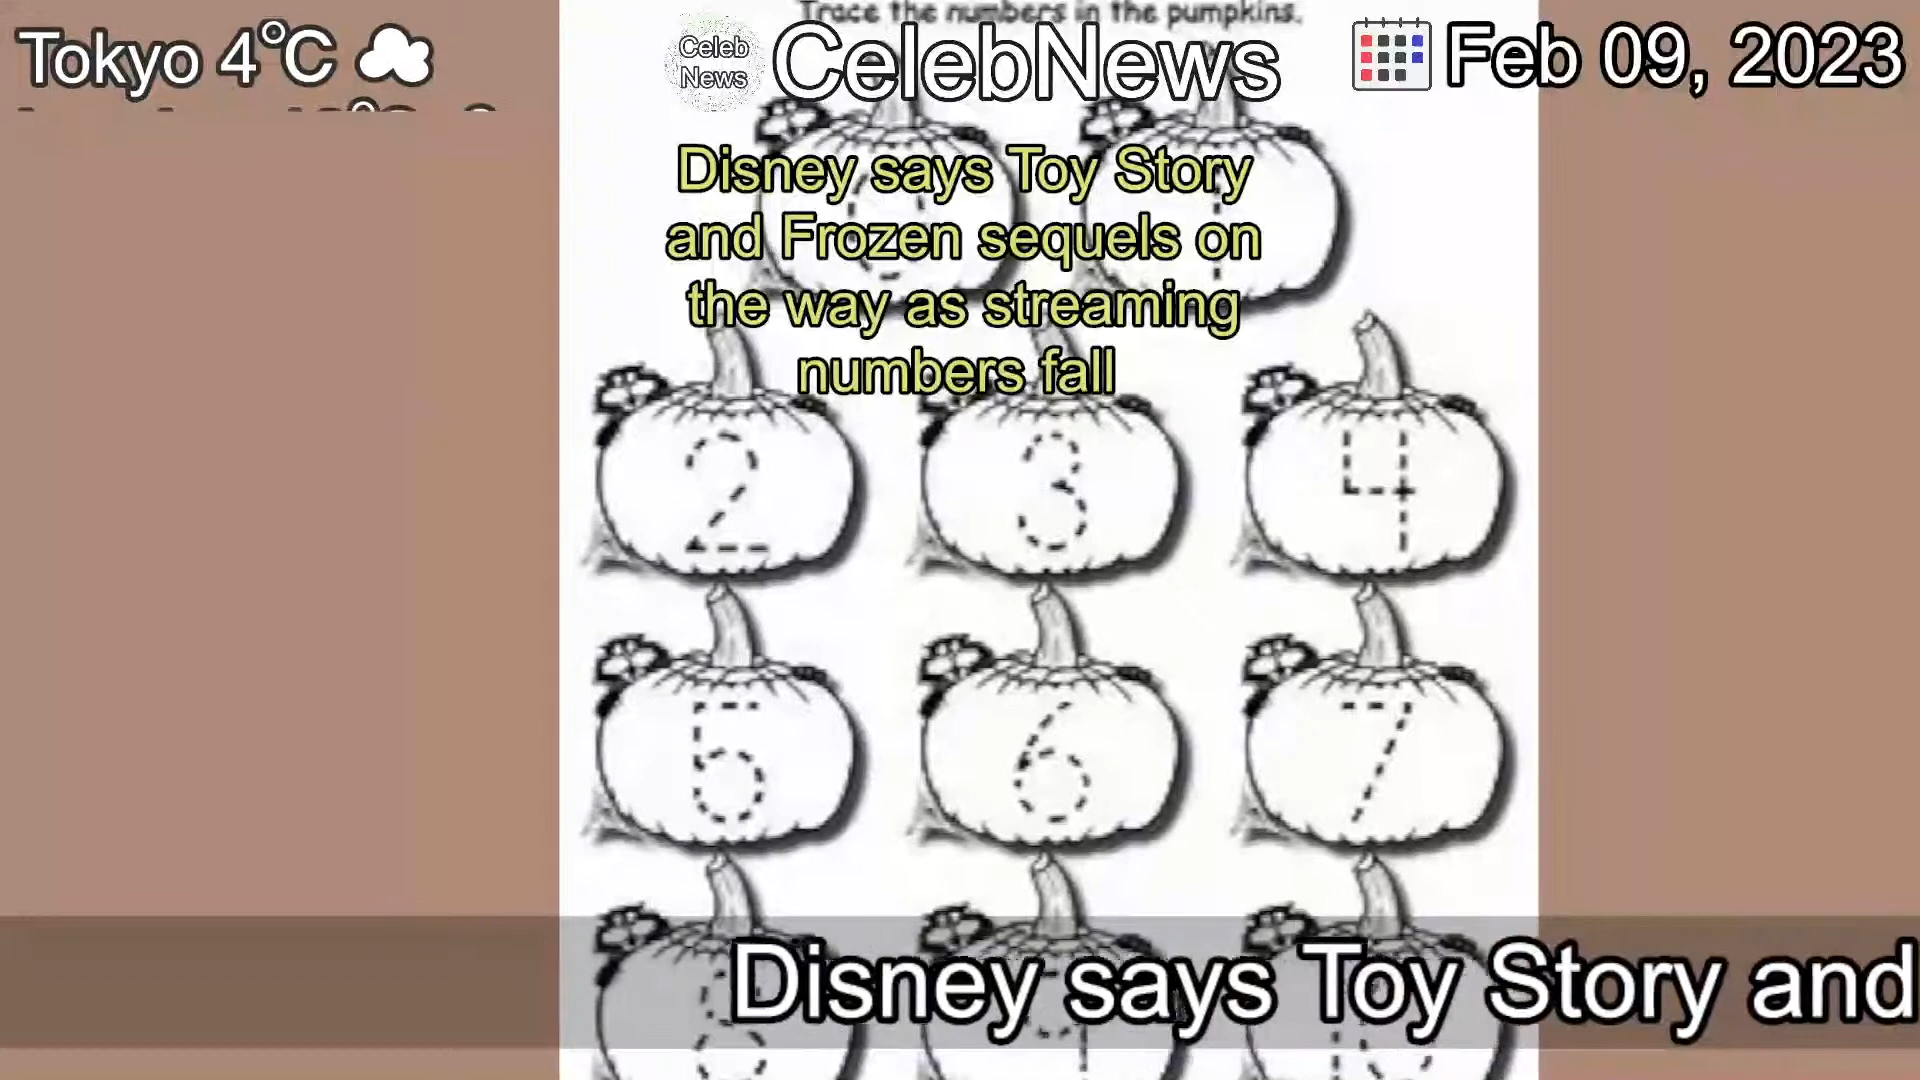 Trace the numbers in the pumpkins.
Tokyo 4°C
Celeb
News
CelebNews
Feb 09, 2023
Disney says Toy Story
and Frozen sequels on
the way as streaming
numbers fall
2 3 4
5 6 7
Disney says Toy Story and